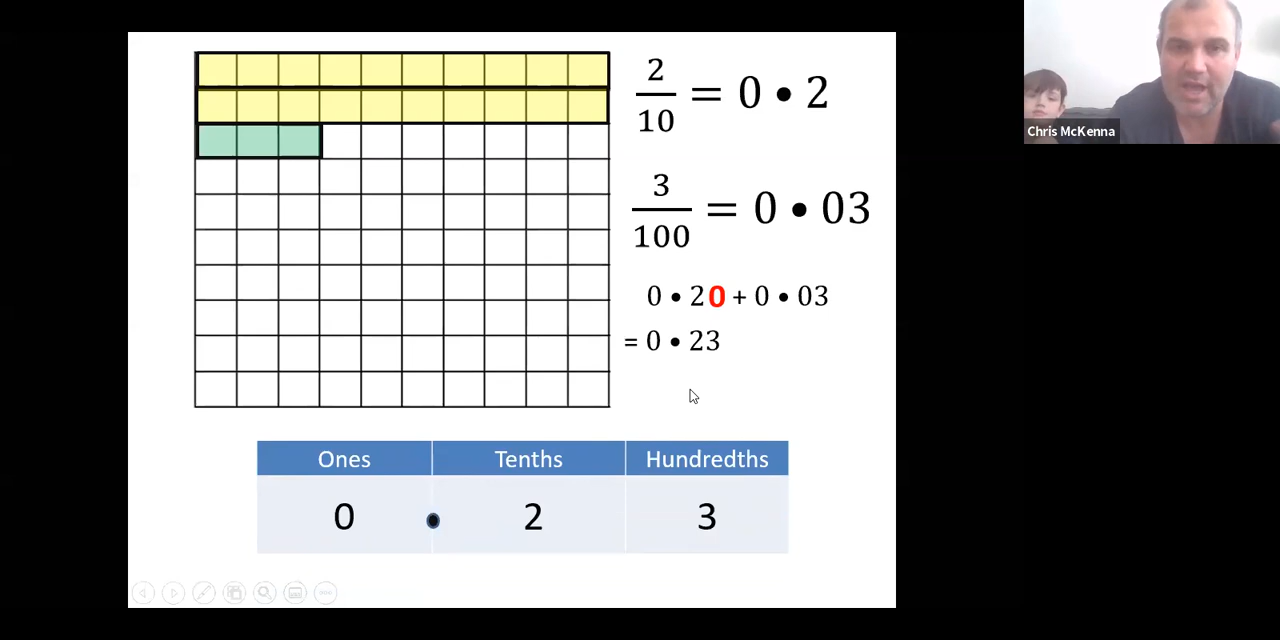 2/10 = 0 • 2
3/100 = 0 • 03
0 • 20 + 0 • 03
= 0 • 23
Ones Tenths Hundredths
0 • 2 3
Chris McKenna